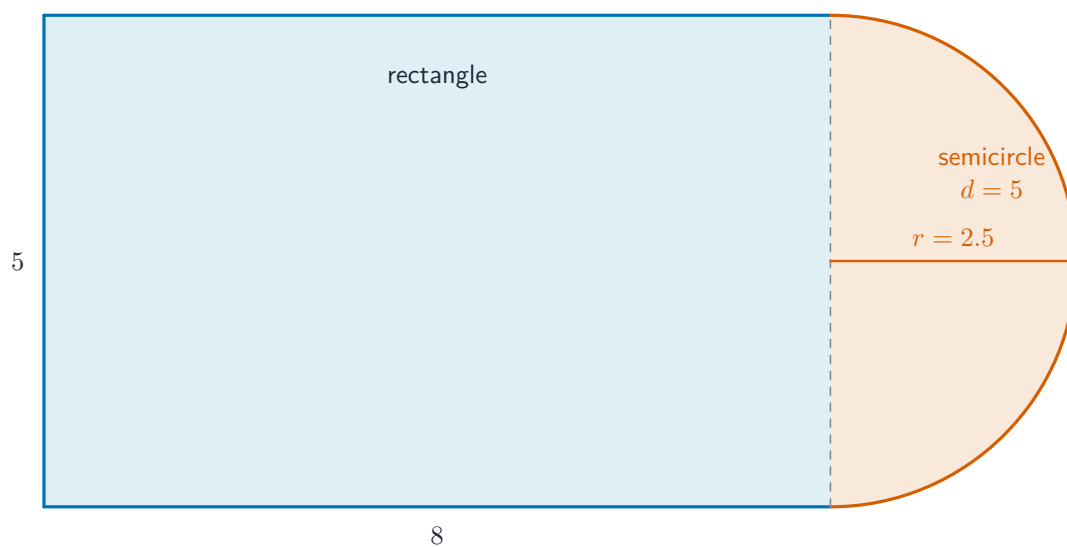 rectangle
semicircle
d = 5
r = 2.5
5
8